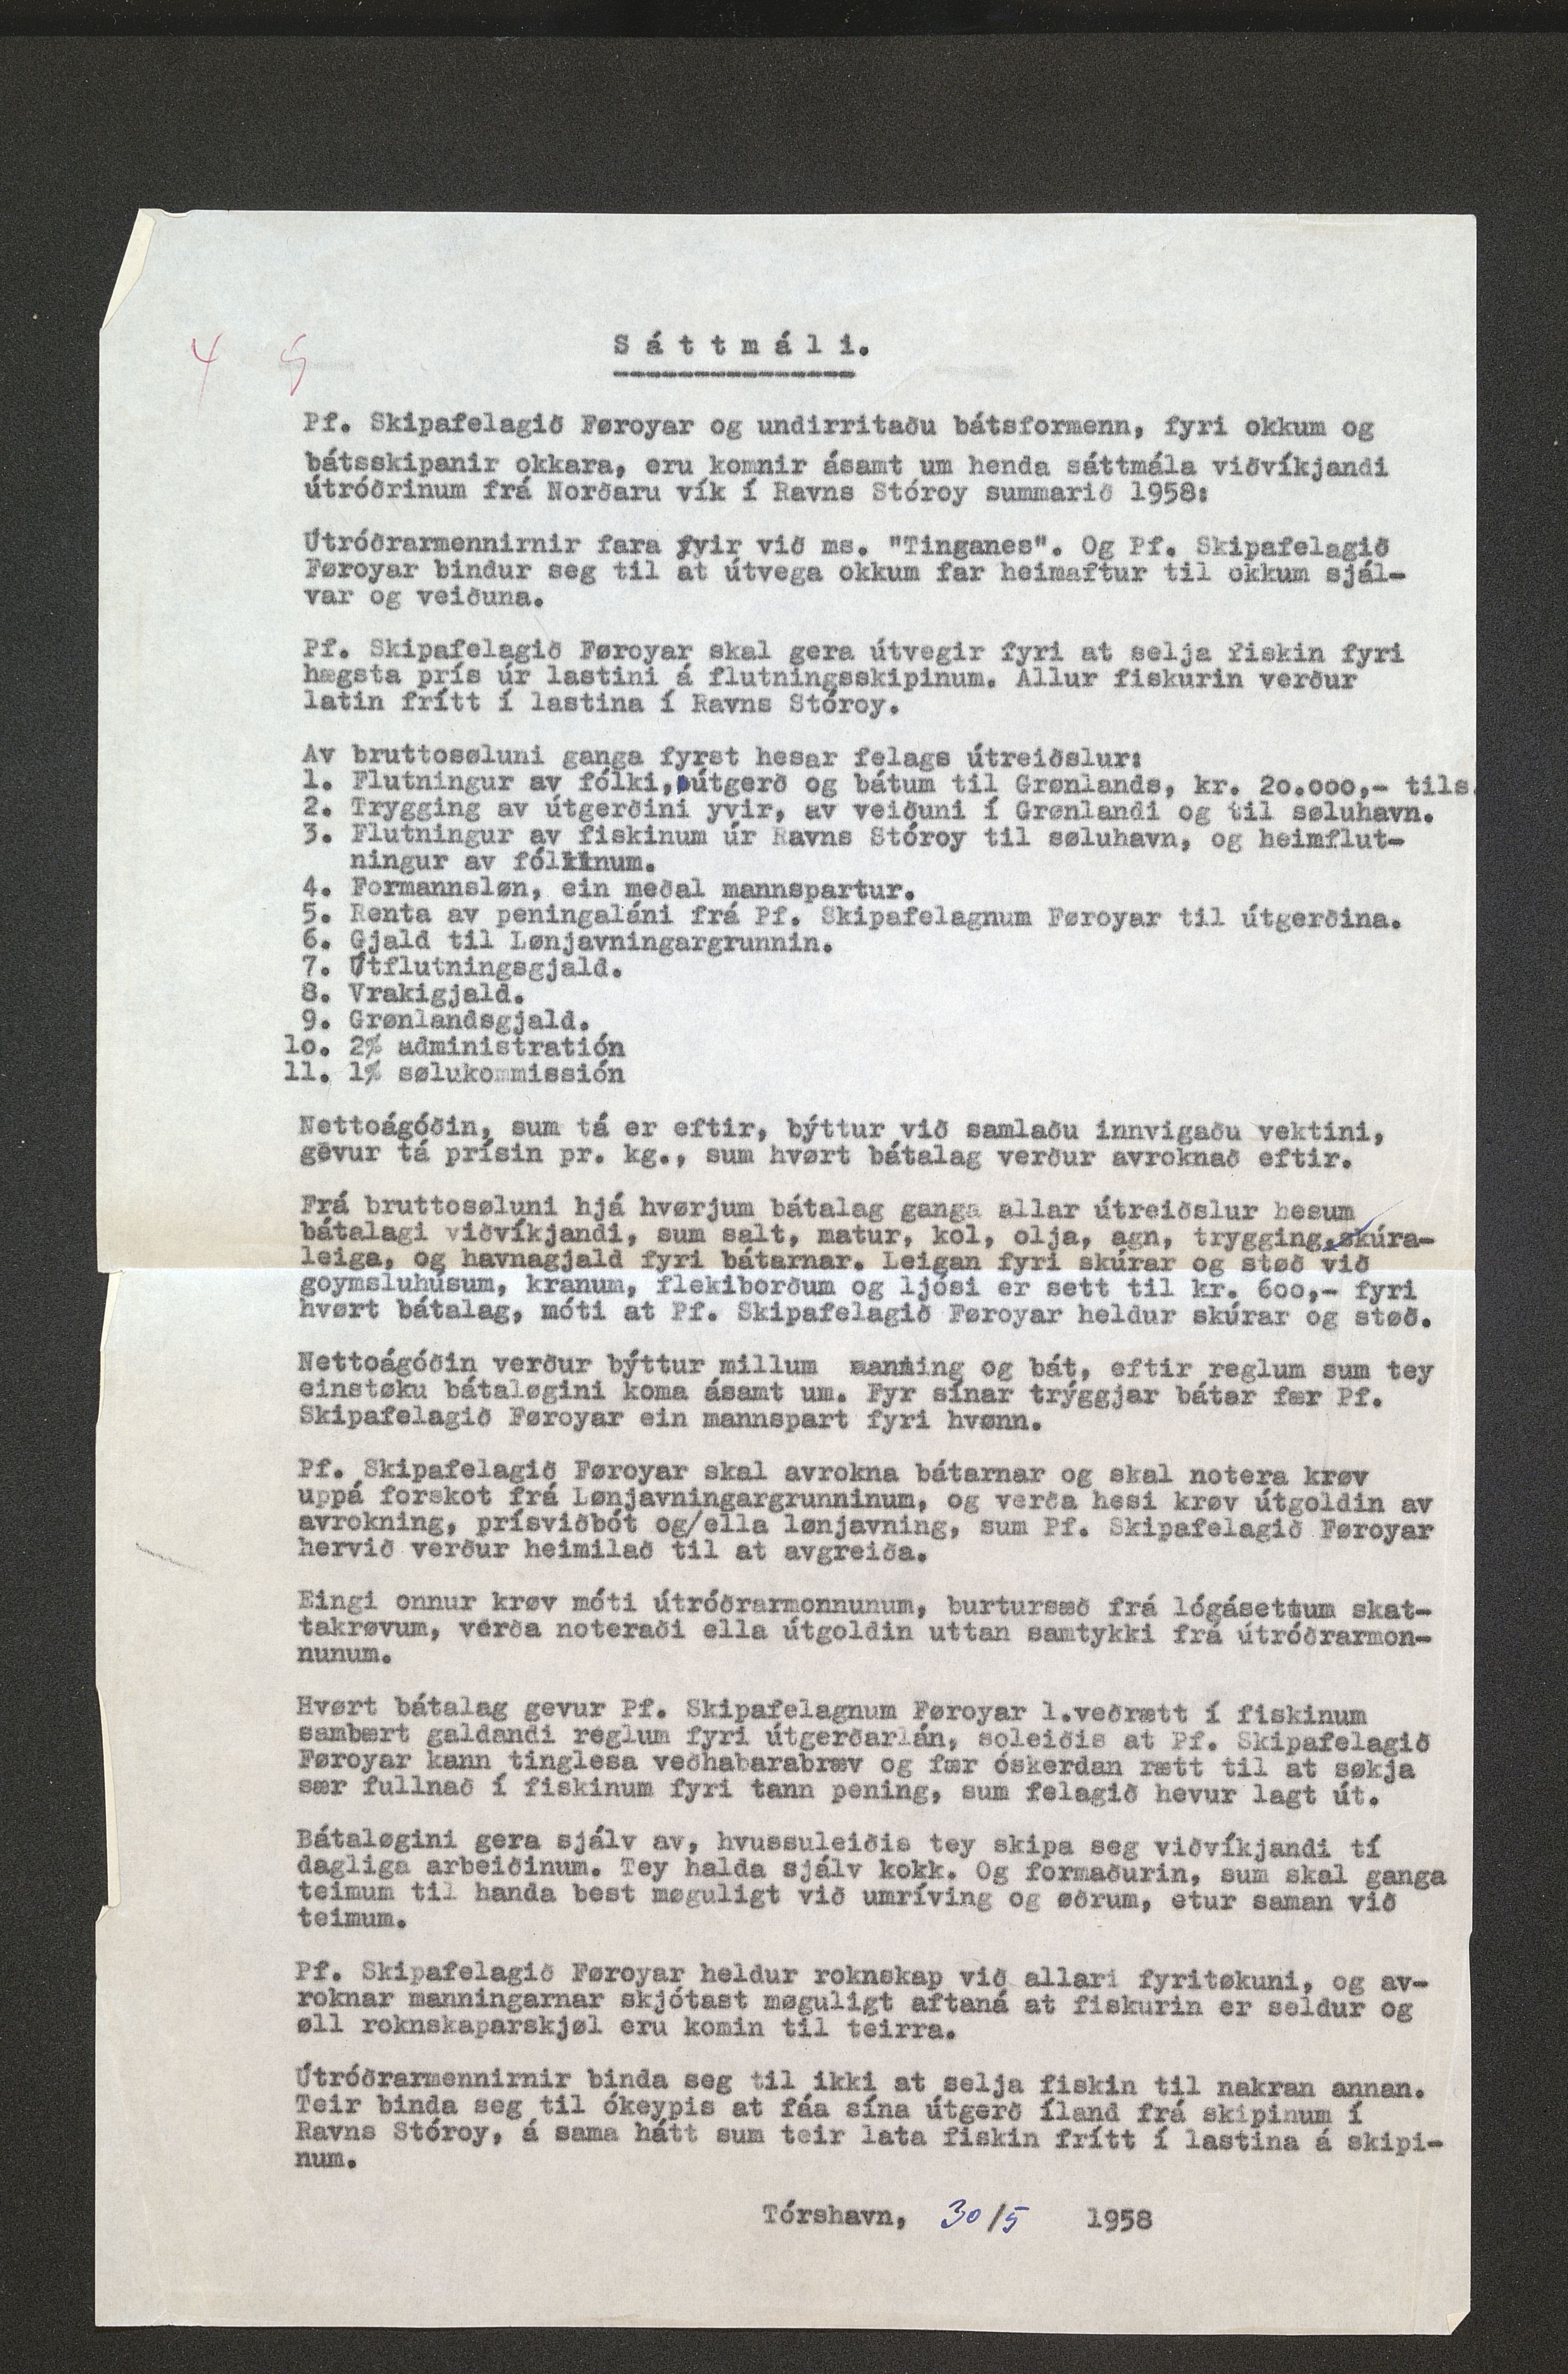 4 5
Sáttmáli.
Pf. Skipafelagið Føroyar og undirritaðu bátsformenn, fyri okkum og
bátsskipanir okkara, eru komnir ásamt um henda sáttmála viðvíkjandi
útróðrinum frá Norðaru vík í Ravns Stóroy summarið 1958:
Útróðrarmennirnir fara yvir við ms. "Tinganes". Og Pf. Skipafelagið
Føroyar bindur seg til at útvega okkum far heimaftur til okkum sjál-
var og veiðuna.
Pf. Skipafelagið Føroyar skal gera útvegir fyri at selja fiskin fyri
hægsta prís úr lastini á flutningsskipinum. Allur fiskurin verður
latin frítt í lastina í Ravns Stóroy.
Av bruttosøluni ganga fyrst hesar felags útreiðslur:
1. Flutningur av fólki, útgerð og bátum til Grønlands, kr. 20.000,- tils.
2. Trygging av útgerðini yvir, av veiðuni í Grønlandi og til søluhavn.
3. Flutningur av fiskinum úr Ravns Stóroy til søluhavn, og heimflut-
ningur av fólkinum.
4. Formannsløn, ein meðal mannspartur.
5. Renta av peningaláni frá Pf. Skipafelagnum Føroyar til útgerðina.
6. Gjald til Lønjavningargrunnin.
7. Útflutningsgjald.
8. Vrakigjald.
9. Grønlandsgjald.
10. 2% administratión
11. 1% sølukommissión
Nettoágóðin, sum tá er eftir, býttur við samlaðu innvigaðu vektini,
gevur tá prísin pr. kg., sum hvørt bátalag verður avroknað eftir.
Frá bruttosøluni hjá hvørjum bátalag ganga allar útreiðslur hesum
bátalagi viðvíkjandi, sum salt, matur, kol, olja, agn, trygging, skúra-
leiga, og havnagjald fyri bátarnar. Leigan fyri skúrar og støð við
goymsluhúsum, kranum, flekiborðum og ljósi er sett til kr. 600,- fyri
hvørt bátalag, móti at Pf. Skipafelagið Føroyar heldur skúrar og støð.
Nettoágóðin verður býttur millum manning og bát, eftir reglum sum tey
einstøku bátaløgini koma ásamt um. Fyr sínar trýggjar bátar fær Pf.
Skipafelagið Føroyar ein mannspart fyri hvønn.
Pf. Skipafelagið Føroyar skal avrokna bátarnar og skal notera krøv
uppá forskot frá Lønjavningargrunninum, og verða hesi krøv útgoldin av
avrokning, prísviðbót og/ella lønjavning, sum Pf. Skipafelagið Føroyar
hervið verður heimilað til at avgreiða.
Eingi onnur krøv móti útróðrarmonnunum, burtursæð frá lógásettum skat-
takrøvum, verða noteraði ella útgoldin uttan samtykki frá útróðrarmon-
nunum.
Hvørt bátalag gevur Pf. Skipafelagnum Føroyar 1.veðrætt í fiskinum
sambært galdandi reglum fyri útgerðarlán, soleiðis at Pf. Skipafelagið
Føroyar kann tinglesa veðhabarabræv og fær óskerdan rætt til at søkja
sær fullnað í fiskinum fyri tann pening, sum felagið hevur lagt út.
Bátaløgini gera sjálv av, hvussuleiðis tey skipa seg viðvíkjandi tí
dagliga arbeiðinum. Tey halda sjálv kokk. Og formaðurin, sum skal ganga
teimum til handa best møguligt við umríving og øðrum, etur saman við
teimum.
Pf. Skipafelagið Føroyar heldur roknskap við allari fyritøkuni, og av-
roknar manningarnar skjótast møguligt aftaná at fiskurin er seldur og
øll roknskaparskjøl eru komin til teirra.
Útróðrarmennirnir binda seg til ikki at selja fiskin til nakran annan.
Teir binda seg til ókeypis at fáa sína útgerð íland frá skipinum í
Ravns Stóroy, á sama hátt sum teir lata fiskin frítt í lastina á skipi-
num.
Tórshavn, 30/5 1958